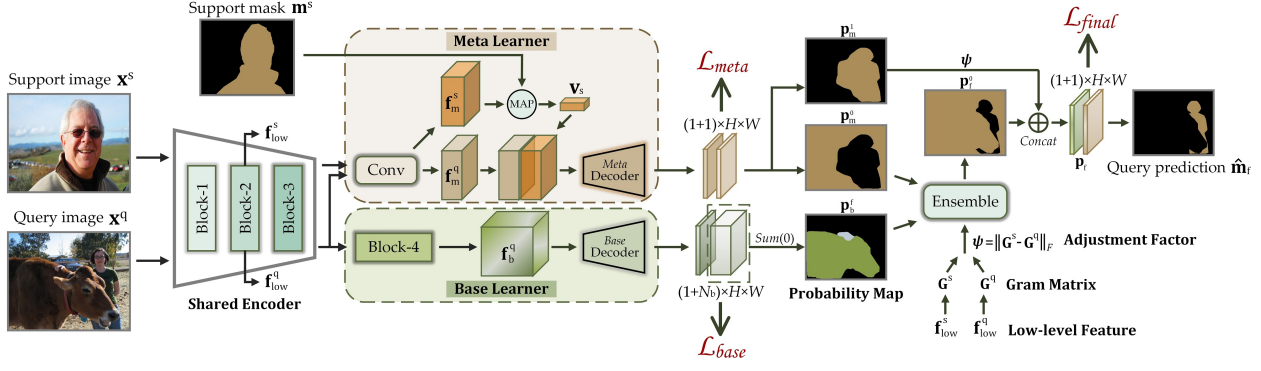 Support mask m^s
Support image x^s
Query image x^q
Block-1
Block-2
Block-3
f^s_low
f^q_low
Shared Encoder
Meta Learner
f^s_m
MAP
v_s
Conv
f^q_m
Meta
Decoder
Block-4
f^q_b
Base
Decoder
Base Learner
ℒ_meta
(1+1)×H×W
(1+N_b)×H×W
ℒ_base
Sum(0)
p^1_m
p^0_m
p^f_b
Probability Map
ψ
p^0_f
Ensemble
ψ=‖G^s-G^q‖_F
Adjustment Factor
G^s
G^q
Gram Matrix
f^s_low
f^q_low
Low-level Feature
ℒ_final
(1+1)×H×W
Concat
p_f
Query prediction m̂_f